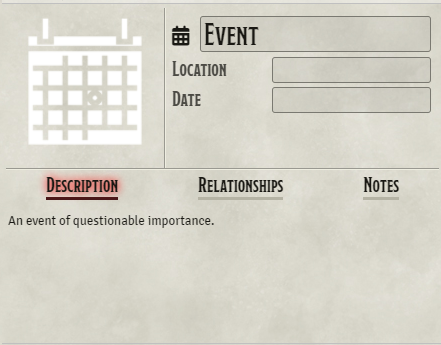 Event
Location
Date
Description Relationships Notes
An event of questionable importance.